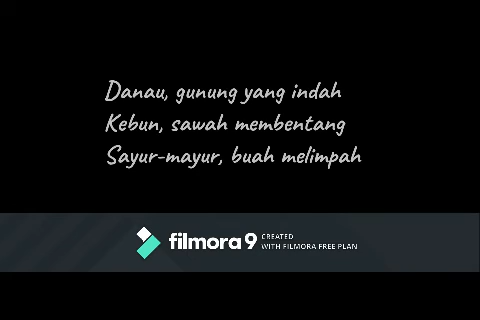 Danau, gunung yang indah
Kebun, sawah membentang
Sayur-mayur, buah melimpah
filmora 9 CREATED
WITH FILMORA FREE PLAN